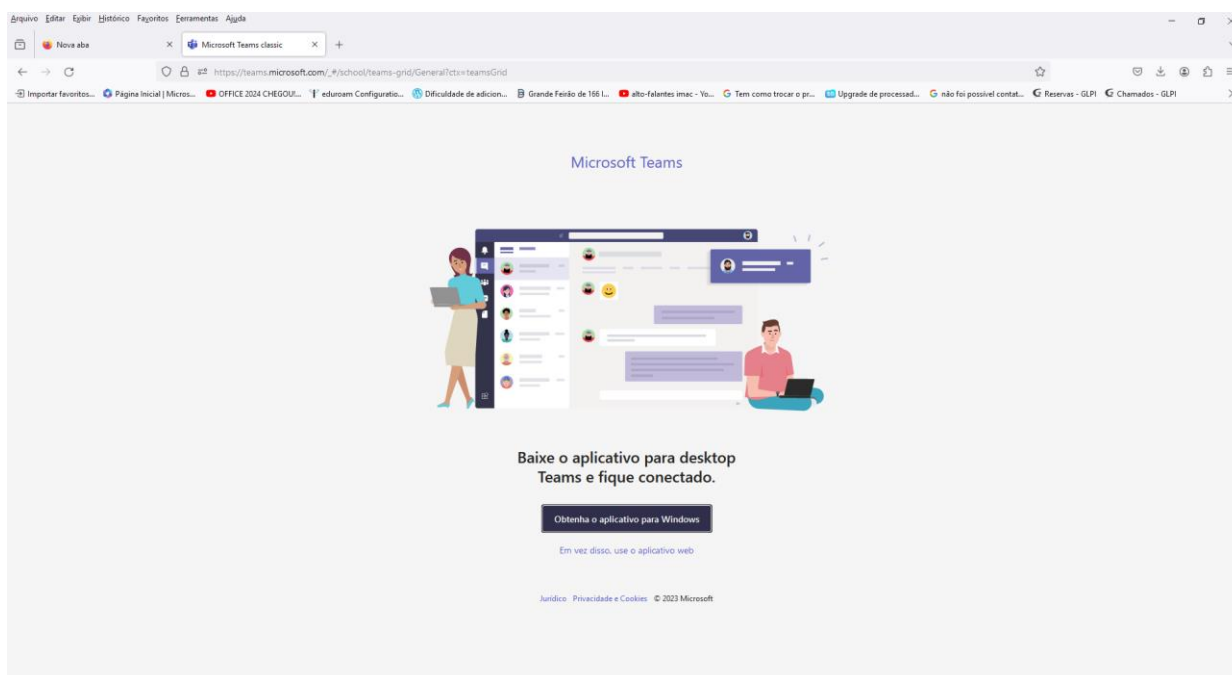 Arquivo Editar Exibir Histórico Favoritos Ferramentas Ajuda
Nova aba
Microsoft Teams classic
https://teams.microsoft.com/_#/school/teams-grid/General?ctx=teamsGrid
Importar favoritos... Página Inicial | Micros... OFFICE 2024 CHEGOU!... eduroam Configuratio... Dificuldade de adicion... Grande Feirão de 166 l... alto-falantes imac - Yo... Tem como trocar o pr... Upgrade de processad... não foi possível contat... Reservas - GLPI Chamados - GLPI
Microsoft Teams
Baixe o aplicativo para desktop
Teams e fique conectado.
Obtenha o aplicativo para Windows
Em vez disso, use o aplicativo web
Jurídico Privacidade e Cookies © 2023 Microsoft